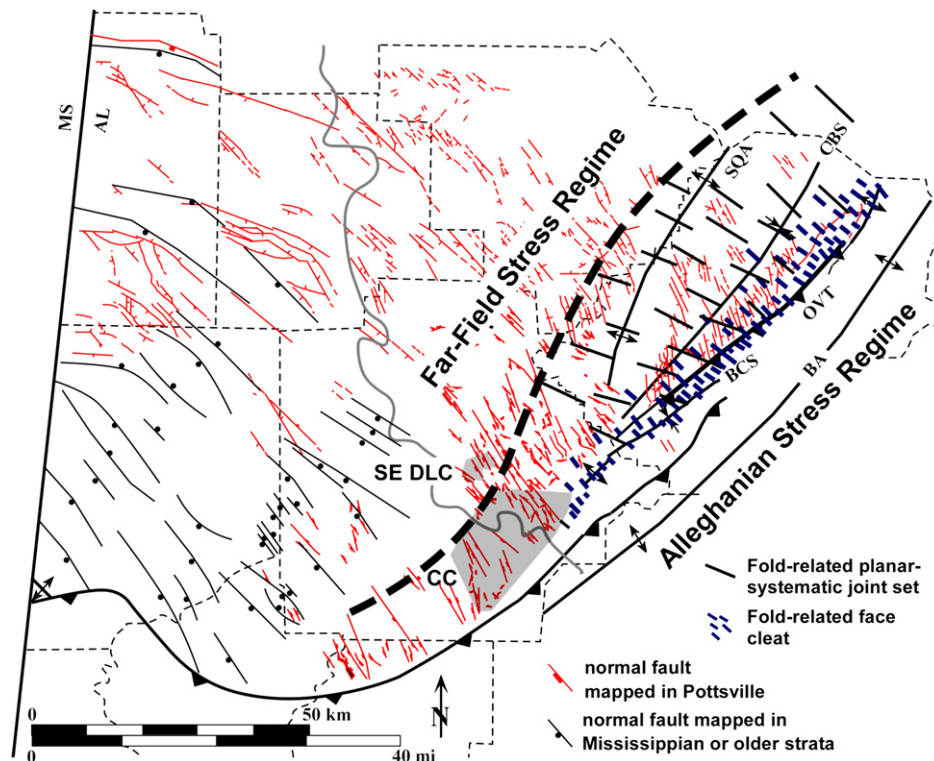 MS
AL
Far-Field Stress Regime
SQA
CBS
OVT
BCS
BA
Alleghanian Stress Regime
SE DLC
CC
Fold-related planar-
systematic joint set
Fold-related face
cleat
normal fault
mapped in Pottsville
normal fault mapped in
Mississippian or older strata
N
0
50 km
0
40 mi